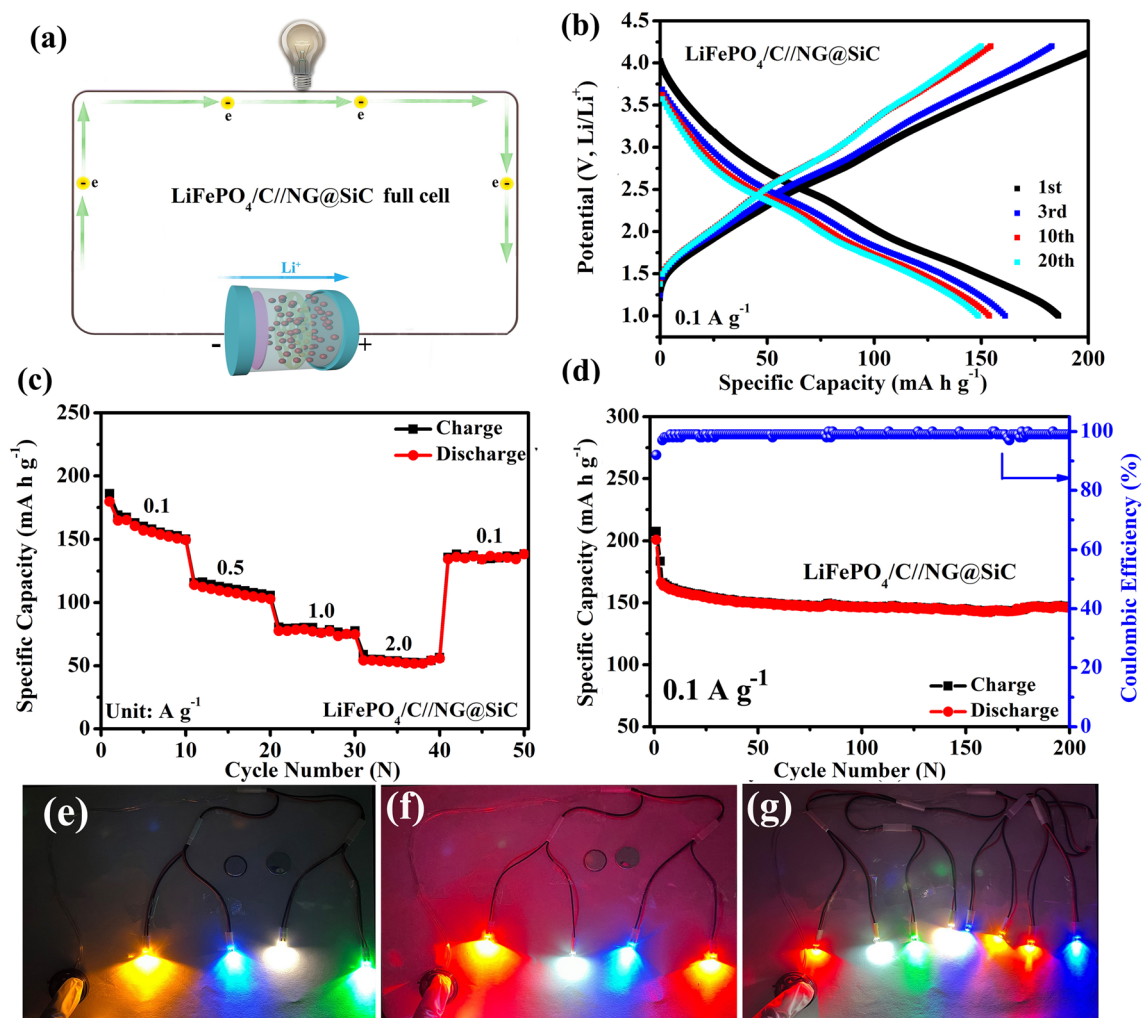 (a)
e
e
e
e
LiFePO4/C//NG@SiC full cell
Li+
-
+
(b)
LiFePO4/C//NG@SiC
4.5
4.0
3.5
3.0
2.5
2.0
1.5
1.0
Potential (V, Li/Li+)
1st
3rd
10th
20th
0.1 A g-1
0
50
100
150
200
Specific Capacity (mA h g-1)
(c)
250
200
150
100
50
0
Specific Capacity (mA h g-1)
Charge
Discharge
0.1
0.5
1.0
2.0
0.1
Unit: A g-1
LiFePO4/C//NG@SiC
0
10
20
30
40
50
Cycle Number (N)
(d)
300
250
200
150
100
50
Specific Capacity (mA h g-1)
LiFePO4/C//NG@SiC
0.1 A g-1
Charge
Discharge
100
80
60
40
20
0
Coulombic Efficiency (%)
0
50
100
150
200
Cycle Number (N)
(e)
(f)
(g)